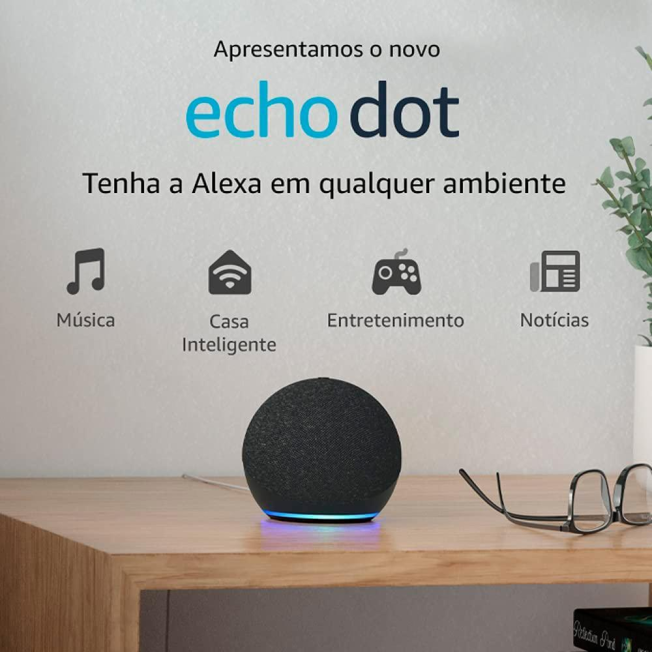 Apresentamos o novo
echo dot
Tenha a Alexa em qualquer ambiente
Música
Casa
Inteligente
Entretenimento
Notícias